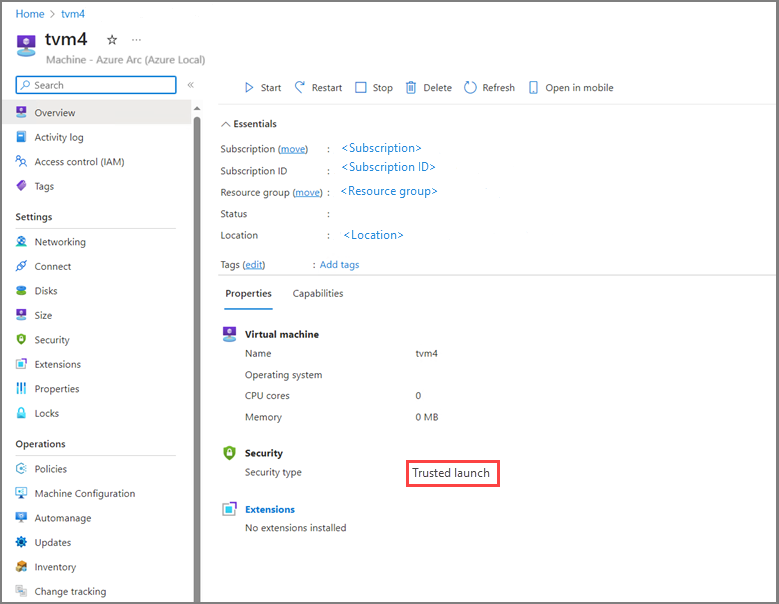 Home > tvm4
tvm4 ☆ ···
Machine - Azure Arc (Azure Local)
Search «
Overview
Activity log
Access control (IAM)
Tags
Settings
Networking
Connect
Disks
Size
Security
Extensions
Properties
Locks
Operations
Policies
Machine Configuration
Automanage
Updates
Inventory
Change tracking
Start Restart Stop Delete Refresh Open in mobile
Essentials
Subscription (move) : <Subscription>
Subscription ID : <Subscription ID>
Resource group (move) : <Resource group>
Status :
Location : <Location>
Tags (edit) : Add tags
Properties Capabilities
Virtual machine
Name tvm4
Operating system
CPU cores 0
Memory 0 MB
Security
Security type Trusted launch
Extensions
No extensions installed